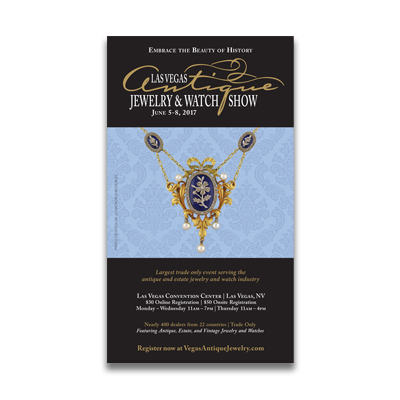 Embrace the Beauty of History
Las Vegas
Antique
Jewelry & Watch Show
June 5-8, 2017
Largest trade only event serving the
antique and estate jewelry and watch industry
Las Vegas Convention Center | Las Vegas, NV
$30 Online Registration | $50 Onsite Registration
Monday – Wednesday 11am – 7pm | Thursday 11am – 4pm
Nearly 400 dealers from 22 countries | Trade Only
Featuring Antique, Estate, and Vintage Jewelry and Watches
Register now at VegasAntiqueJewelry.com